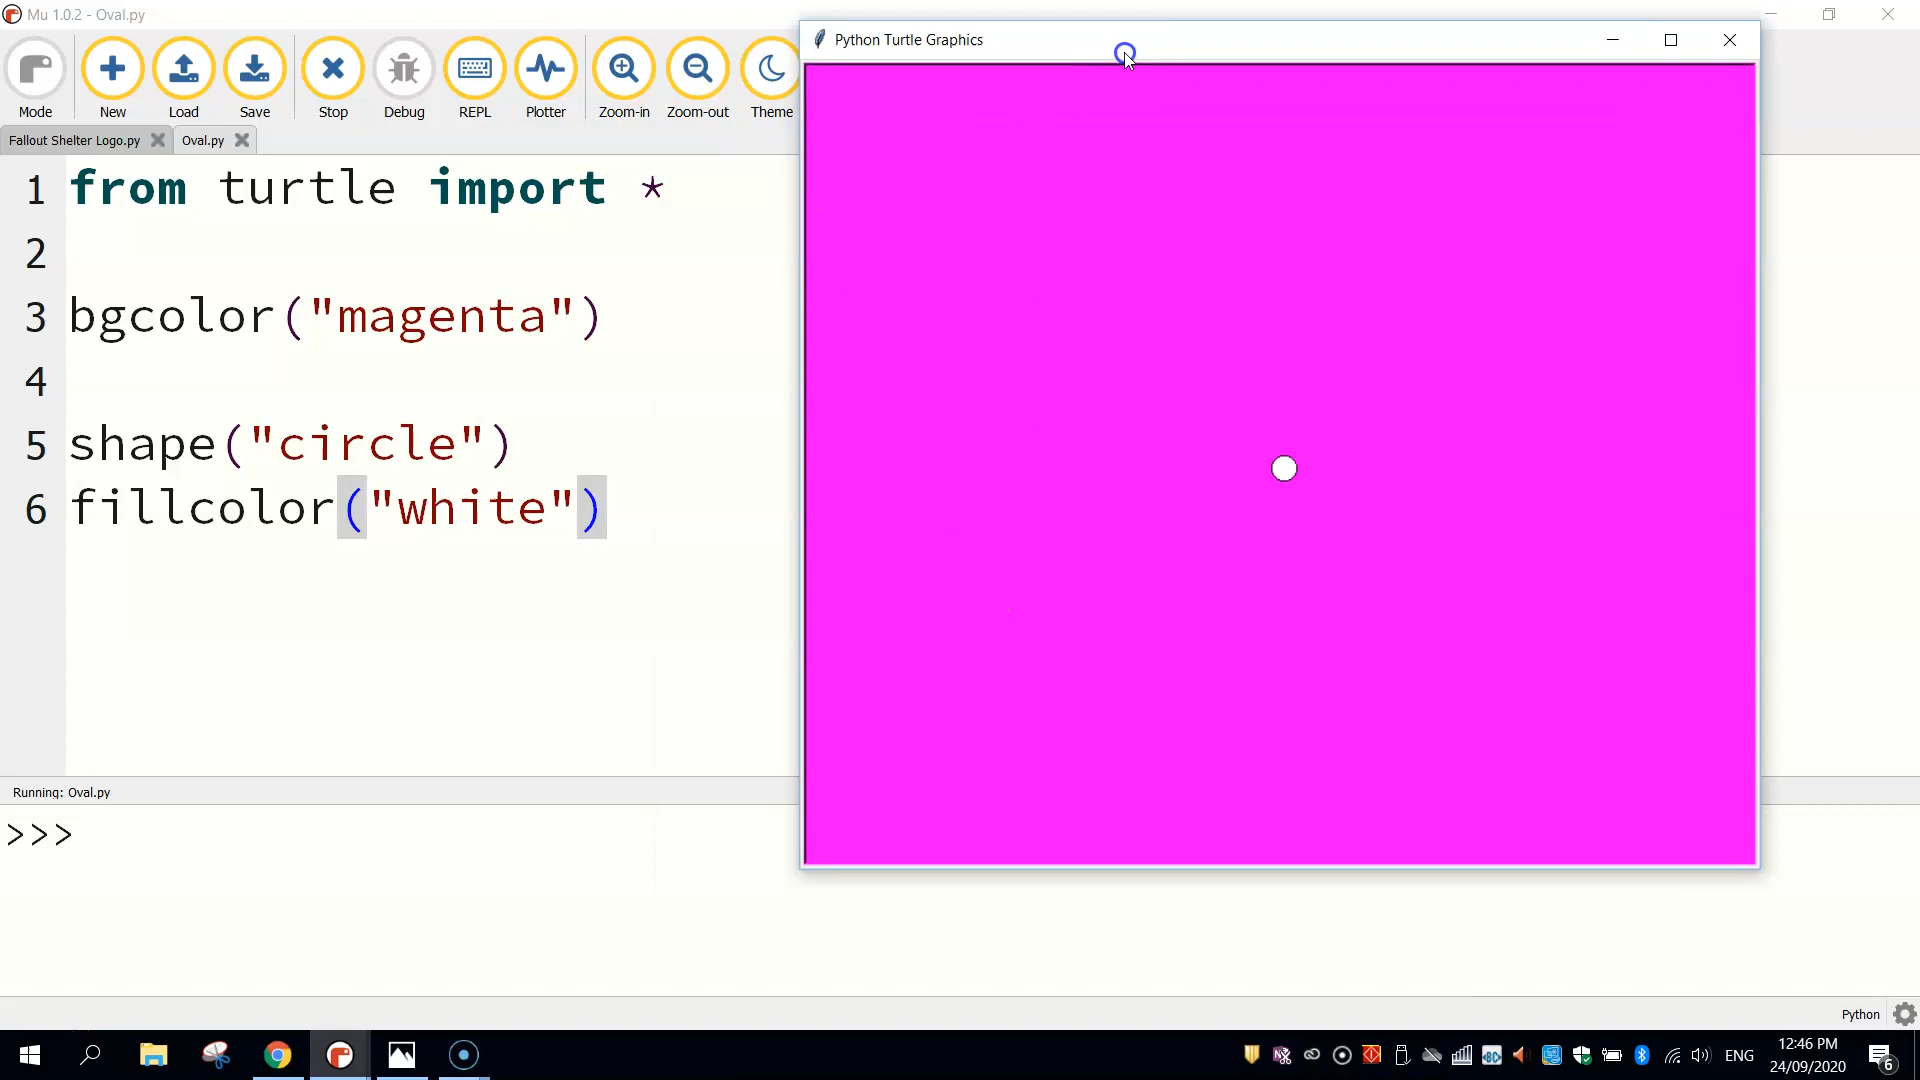 Mu 1.0.2 - Oval.py
Mode New Load Save Stop Debug REPL Plotter Zoom-in Zoom-out Theme
Fallout Shelter Logo.py Oval.py
1 from turtle import *
2
3 bgcolor("magenta")
4
5 shape("circle")
6 fillcolor("white")
Python Turtle Graphics
Running: Oval.py
>>>
Python
ENG
12:46 PM
24/09/2020
6